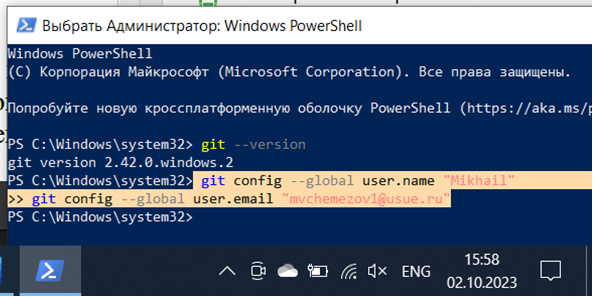 Выбрать Администратор: Windows PowerShell
Windows PowerShell
(C) Корпорация Майкрософт (Microsoft Corporation). Все права защищены.
Попробуйте новую кроссплатформенную оболочку PowerShell (https://aka.ms/
PS C:\Windows\system32> git --version
git version 2.42.0.windows.2
PS C:\Windows\system32> git config --global user.name "Mikhail"
>> git config --global user.email "mvchemezov1@usue.ru"
PS C:\Windows\system32>
ENG
15:58
02.10.2023